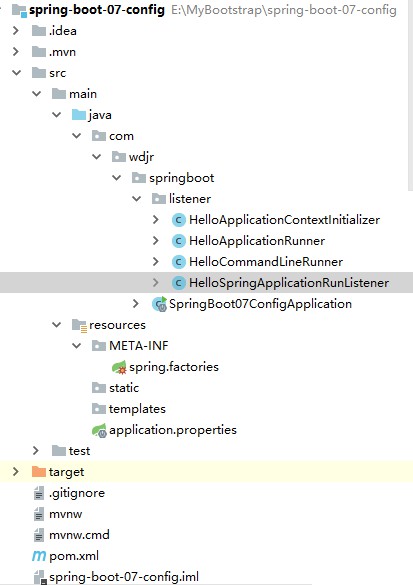 spring-boot-07-config E:\MyBootstrap\spring-boot-07-config
.idea
.mvn
src
main
java
com
wdjr
springboot
listener
HelloApplicationContextInitializer
HelloApplicationRunner
HelloCommandLineRunner
HelloSpringApplicationRunListener
SpringBoot07ConfigApplication
resources
META-INF
spring.factories
static
templates
application.properties
test
target
.gitignore
mvnw
mvnw.cmd
pom.xml
spring-boot-07-config.iml